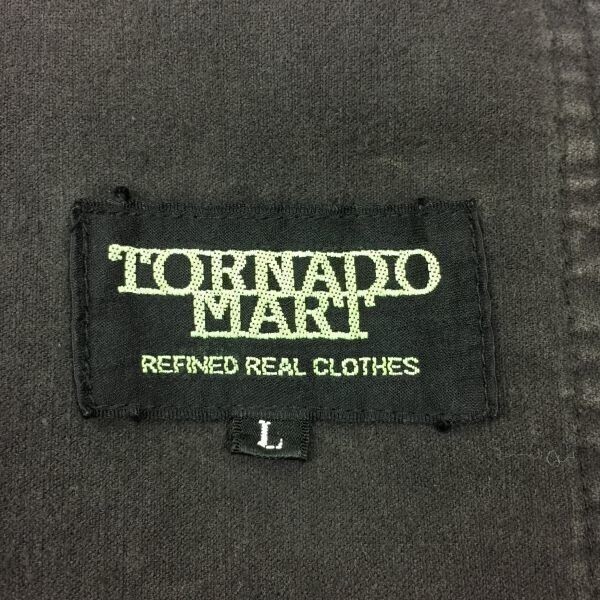 TORNADO
MART
REFINED REAL CLOTHES
L